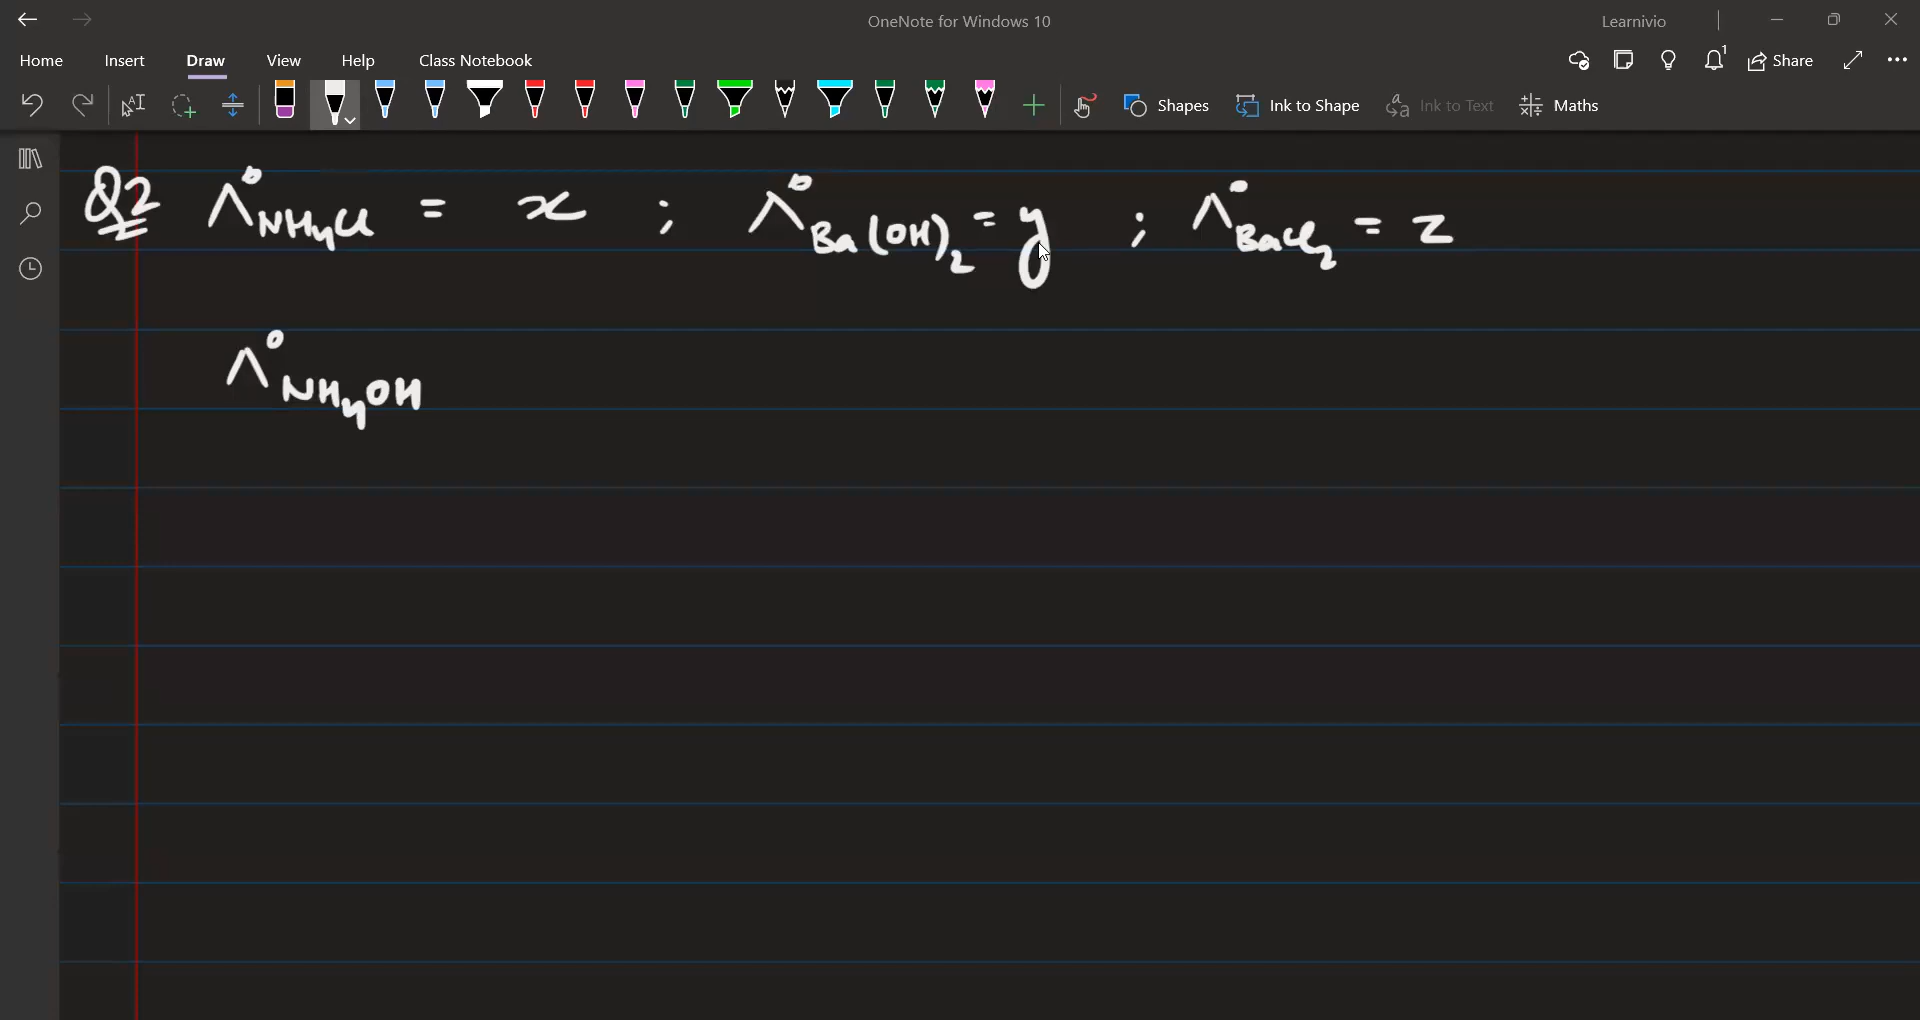 OneNote for Windows 10 Learnivio
Home Insert Draw View Help Class Notebook 1 Share
Shapes Ink to Shape Ink to Text Maths
Q2 Λ°NH₄Cl = x ; Λ°Ba(OH)₂ = y ; Λ°BaCl₂ = z
Λ°NH₄OH